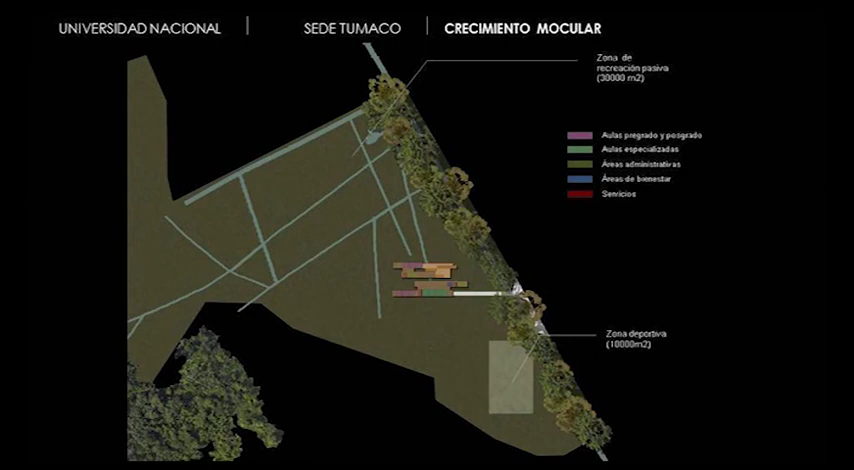 UNIVERSIDAD NACIONAL | SEDE TUMACO | CRECIMIENTO MOCULAR
Zona de
recreación pasiva
(30000 m2)
Aulas pregrado y posgrado
Aulas especializadas
Áreas administrativas
Áreas de bienestar
Servicios
Zona deportiva
(10000m2)